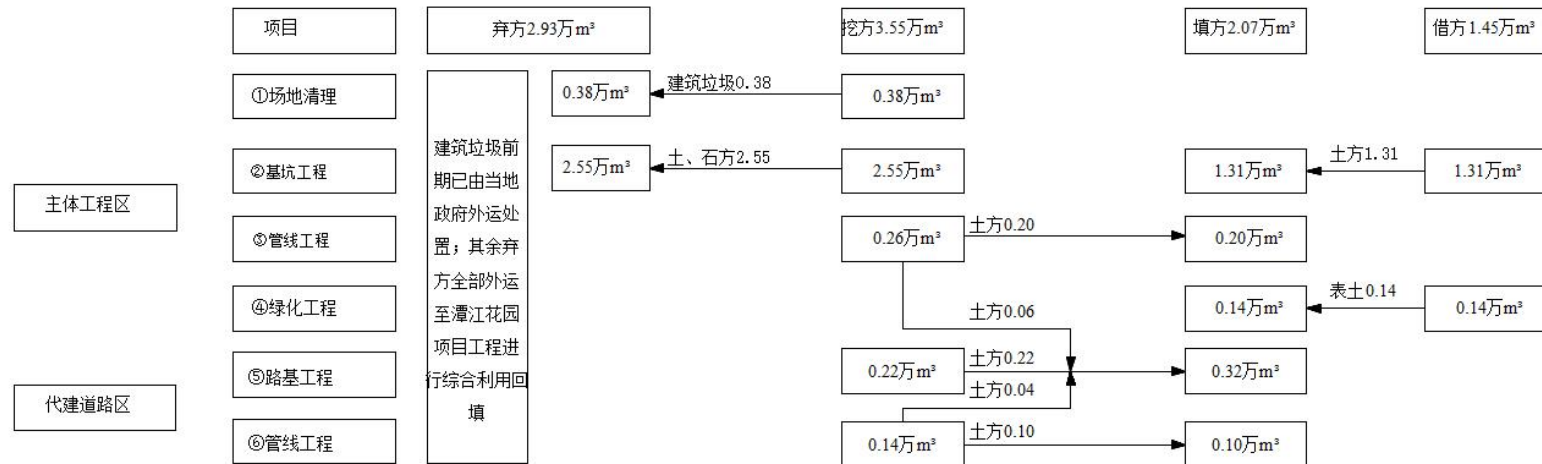 项目
弃方2.93万m³
挖方3.55万m³
填方2.07万m³
借方1.45万m³
①场地清理
0.38万m³
建筑垃圾0.38
0.38万m³
建筑垃圾前
期已由当地
政府外运处
置；其余弃
方全部外运
至潭江花园
项目工程进
行综合利用回
填
主体工程区
②基坑工程
2.55万m³
土、石方2.55
2.55万m³
1.31万m³
土方1.31
1.31万m³
③管线工程
0.26万m³
土方0.20
0.20万m³
④绿化工程
土方0.06
0.14万m³
表土0.14
0.14万m³
代建道路区
⑤路基工程
0.22万m³
土方0.22
0.32万m³
土方0.04
⑥管线工程
0.14万m³
土方0.10
0.10万m³